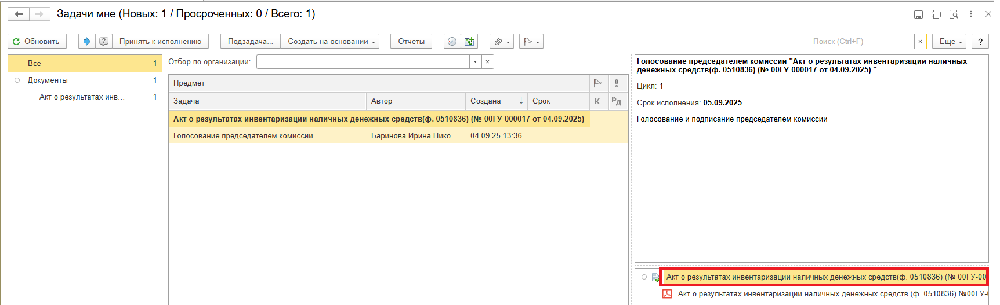 Задачи мне (Новых: 1 / Просроченных: 0 / Всего: 1)
Обновить
Принять к исполнению
Подзадача...
Создать на основании
Отчеты
Поиск (Ctrl+F)
×
Еще
?
Все 1
Документы 1
Акт о результатах инв... 1
Отбор по организации:
×
Предмет
!
Задача Автор Создана ↓ Срок К Рд
Акт о результатах инвентаризации наличных денежных средств(ф. 0510836) (№ 00ГУ-000017 от 04.09.2025)
Голосование председателем комиссии Баринова Ирина Нико... 04.09.25 13:36
Голосование председателем комиссии "Акт о результатах инвентаризации наличных
денежных средств(ф. 0510836) (№ 00ГУ-000017 от 04.09.2025) "
Цикл: 1
Срок исполнения: 05.09.2025
Голосование и подписание председателем комиссии
Акт о результатах инвентаризации наличных денежных средств(ф. 0510836) (№ 00ГУ-00
Акт о результатах инвентаризации наличных денежных средств (ф. 0510836) №00ГУ-